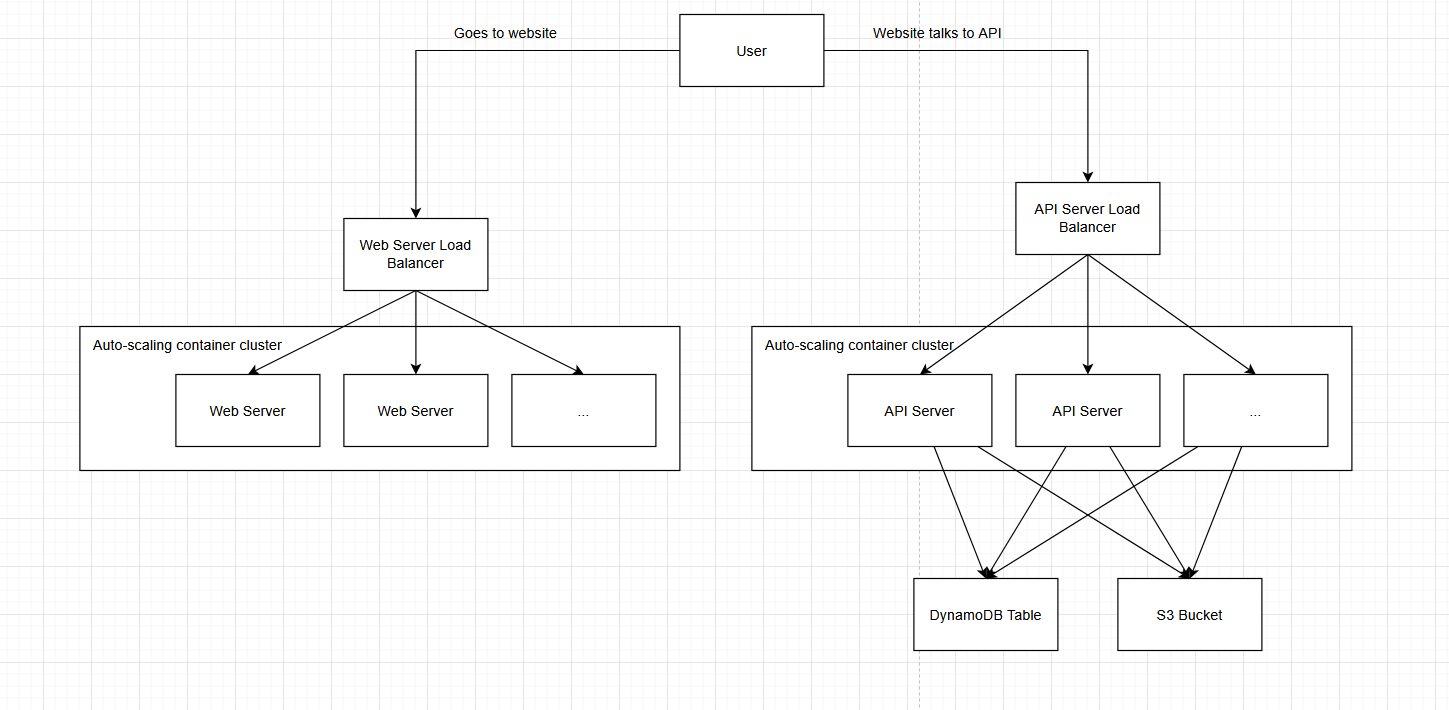 Goes to website
User
Website talks to API
Web Server Load
Balancer
API Server Load
Balancer
Auto-scaling container cluster
Web Server
Web Server
...
Auto-scaling container cluster
API Server
API Server
...
DynamoDB Table
S3 Bucket